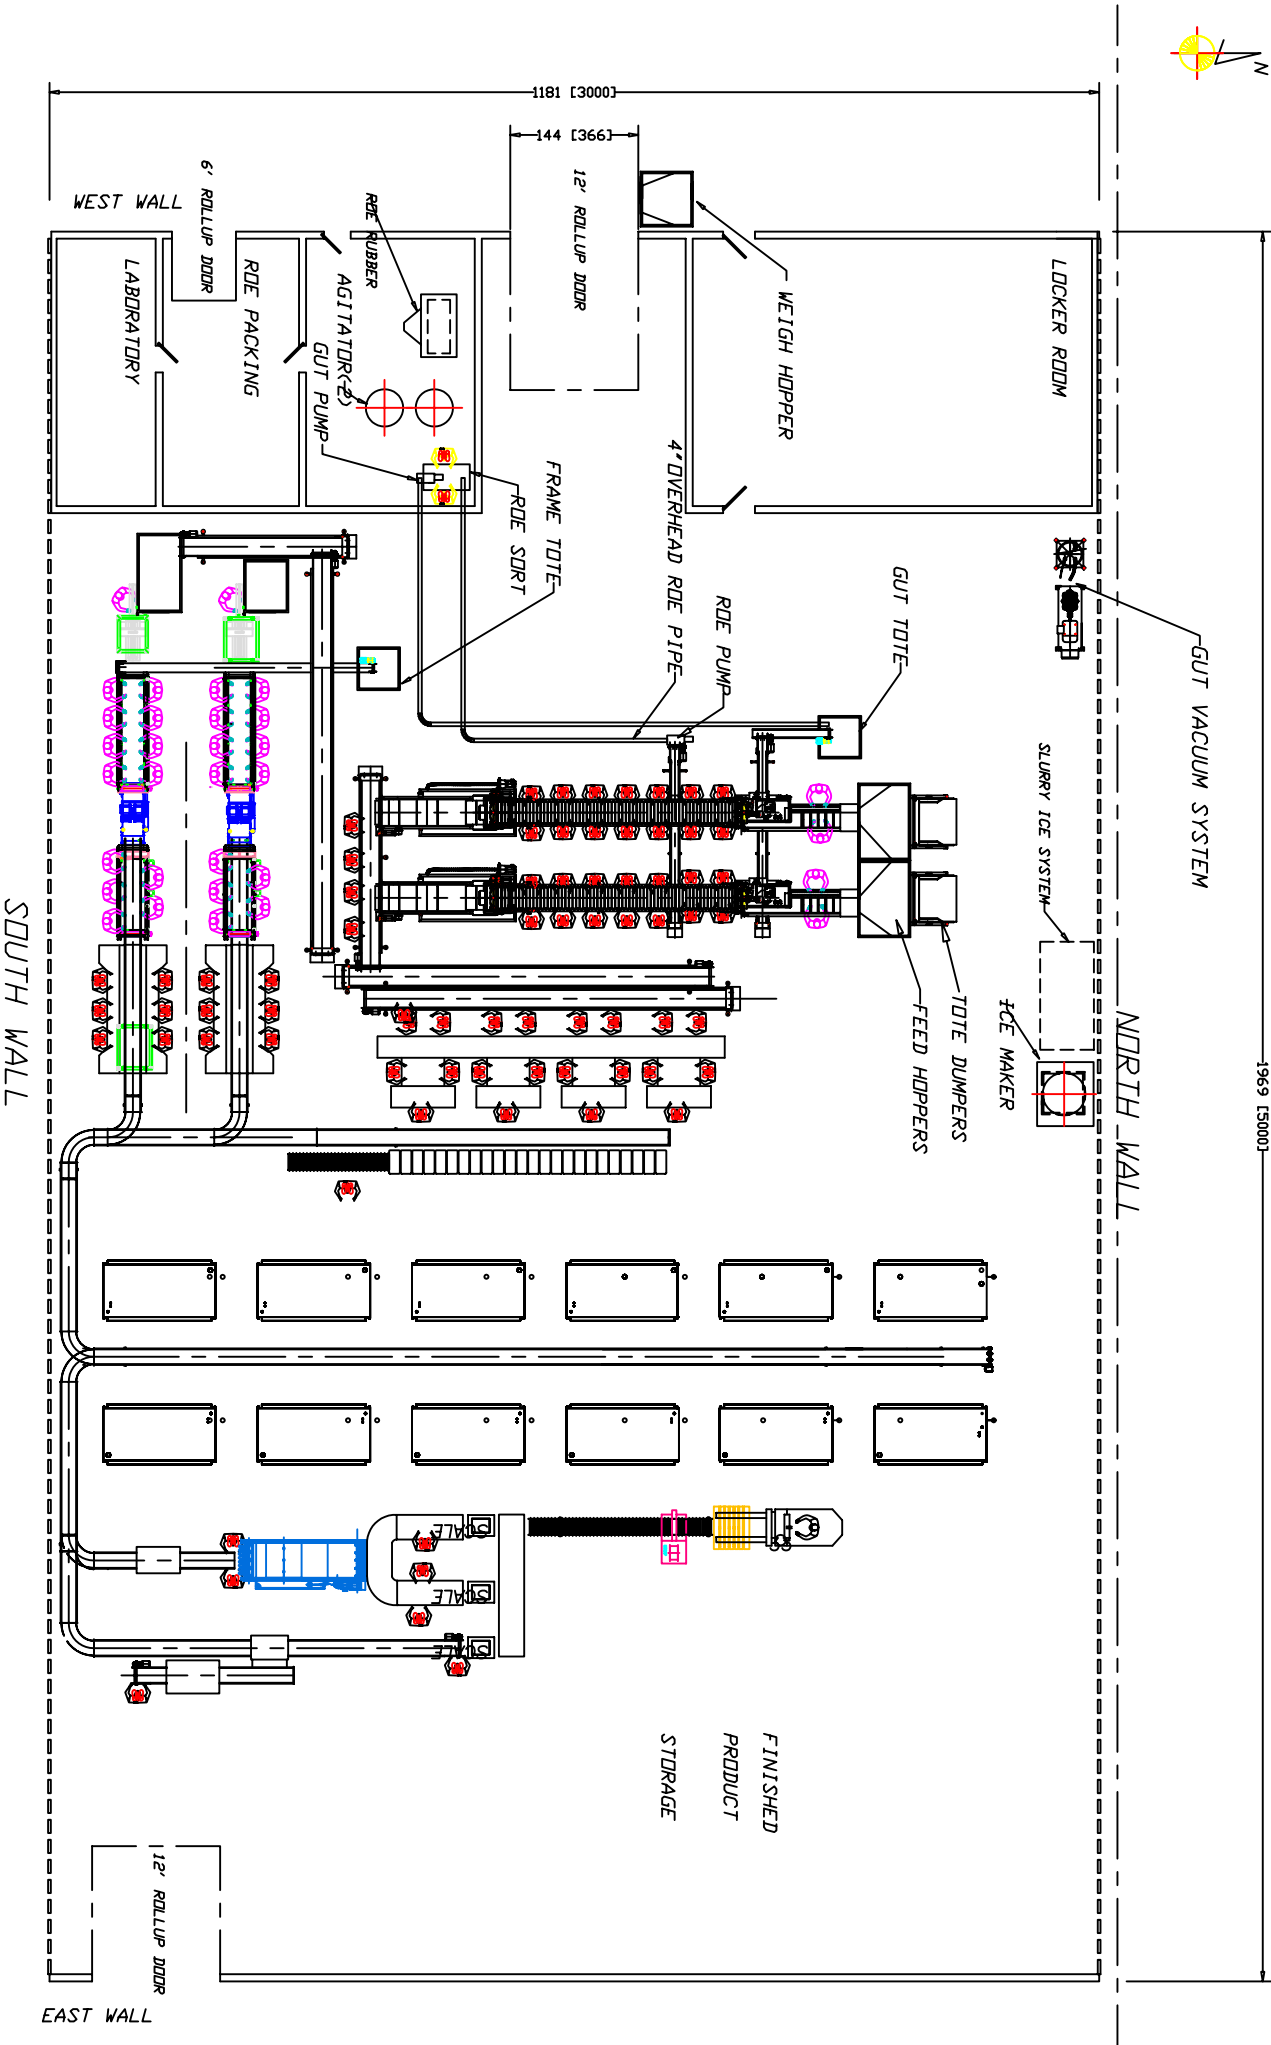 N
1181 [3000]
144 [366]
WEST WALL
6' ROLLUP DOOR
ROE RUBBER
12' ROLLUP DOOR
LABORATORY
ROE PACKING
AGITATOR(2)
GUT PUMP
WEIGH HOPPER
LOCKER ROOM
FRAME TOTE
ROE SORT
4" OVERHEAD ROE PIPE
ROE PUMP
GUT TOTE
GUT VACUUM SYSTEM
SLURRY ICE SYSTEM
ICE MAKER
TOTE DUMPERS
FEED HOPPERS
SOUTH WALL
NORTH WALL
1969 [5000]
SCALE
SCALE
SCALE
FINISHED
PRODUCT
STORAGE
12' ROLLUP DOOR
EAST WALL